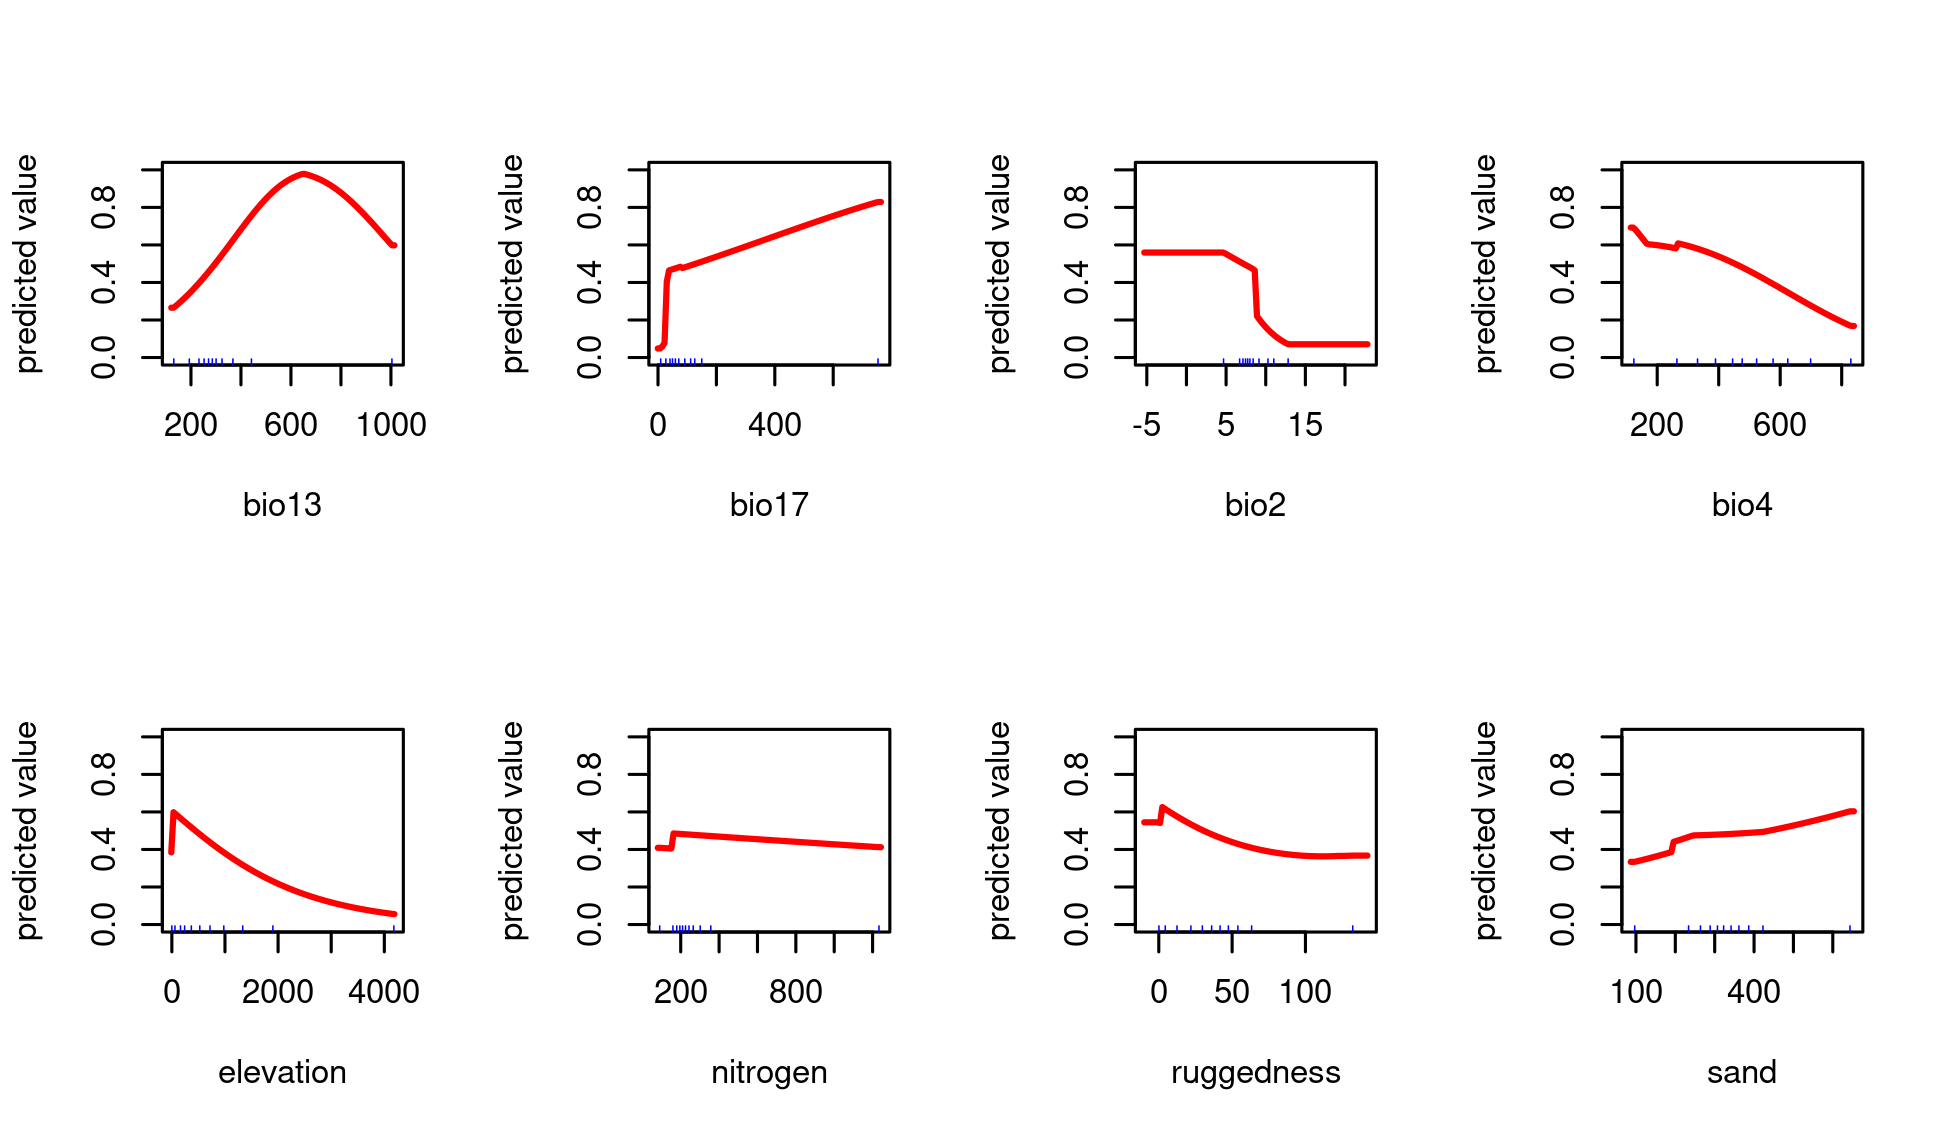 predicted value
0.0 0.4 0.8
200 600 1000
bio13
predicted value
0.0 0.4 0.8
0 400
bio17
predicted value
0.0 0.4 0.8
-5 5 15
bio2
predicted value
0.0 0.4 0.8
200 600
bio4
predicted value
0.0 0.4 0.8
0 2000 4000
elevation
predicted value
0.0 0.4 0.8
200 800
nitrogen
predicted value
0.0 0.4 0.8
0 50 100
ruggedness
predicted value
0.0 0.4 0.8
100 400
sand